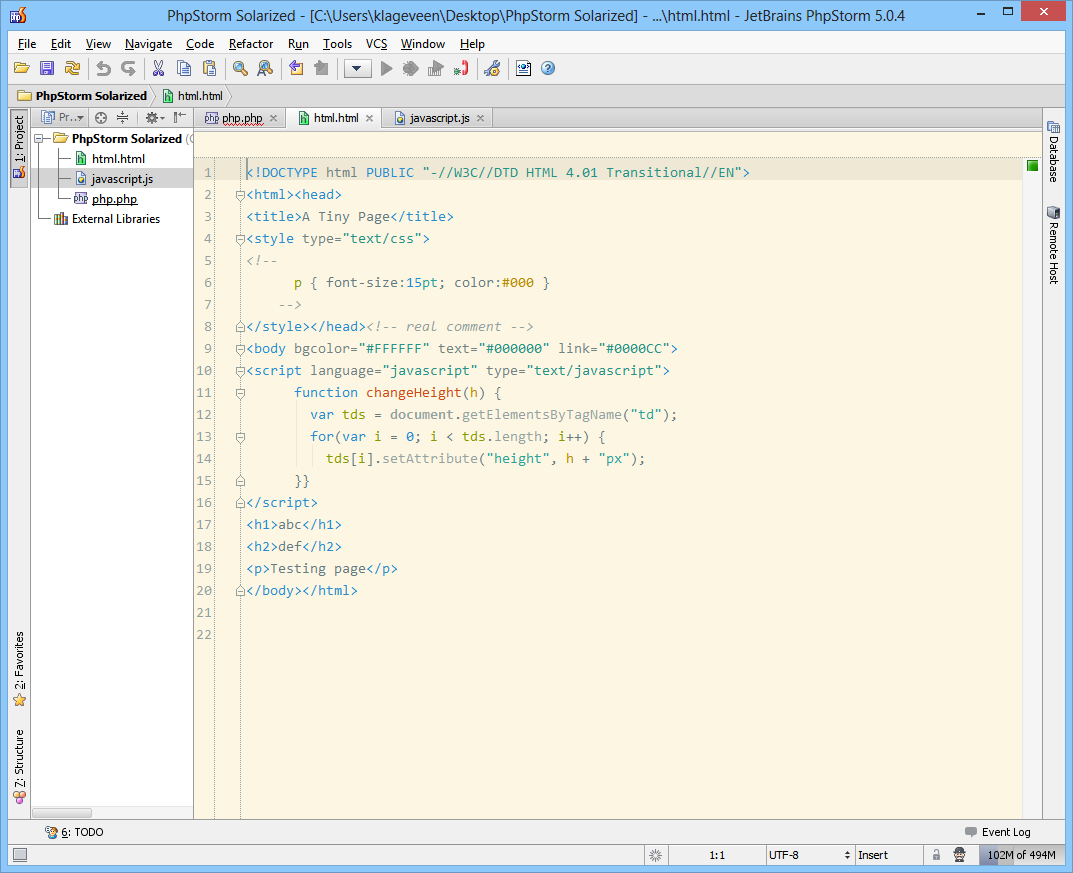 PhpStorm Solarized - [C:\Users\klageveen\Desktop\PhpStorm Solarized] - ...\html.html - JetBrains PhpStorm 5.0.4
File Edit View Navigate Code Refactor Run Tools VCS Window Help
PhpStorm Solarized html.html
1: Project
Pr...
php.php html.html javascript.js
PhpStorm Solarized (C
html.html
javascript.js
php.php
External Libraries
1 <!DOCTYPE html PUBLIC "-//W3C//DTD HTML 4.01 Transitional//EN">
2 <html><head>
3 <title>A Tiny Page</title>
4 <style type="text/css">
5 <!--
6       p { font-size:15pt; color:#000 }
7     -->
8 </style></head><!-- real comment -->
9 <body bgcolor="#FFFFFF" text="#000000" link="#0000CC">
10 <script language="javascript" type="text/javascript">
11       function changeHeight(h) {
12         var tds = document.getElementsByTagName("td");
13         for(var i = 0; i < tds.length; i++) {
14           tds[i].setAttribute("height", h + "px");
15       }}
16 </script>
17 <h1>abc</h1>
18 <h2>def</h2>
19 <p>Testing page</p>
20 </body></html>
21
22
Database
Remote Host
2: Favorites
7: Structure
6: TODO Event Log
1:1 UTF-8 Insert 102M of 494M